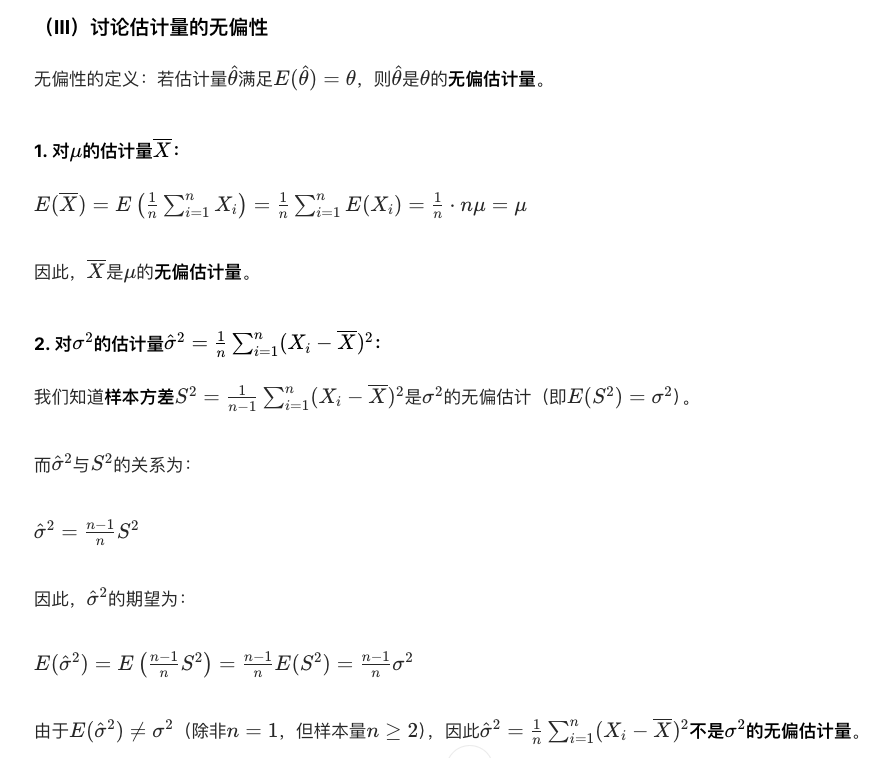 （III）讨论估计量的无偏性
无偏性的定义：若估计量$\hat{\theta}$满足$E(\hat{\theta}) = \theta$，则$\hat{\theta}$是$\theta$的无偏估计量。
1. 对$\mu$的估计量$\overline{X}$：
$E(\overline{X}) = E\left(\frac{1}{n}\sum_{i=1}^{n} X_i\right) = \frac{1}{n}\sum_{i=1}^{n} E(X_i) = \frac{1}{n} \cdot n\mu = \mu$
因此，$\overline{X}$是$\mu$的无偏估计量。
2. 对$\sigma^2$的估计量$\hat{\sigma}^2 = \frac{1}{n}\sum_{i=1}^{n}(X_i - \overline{X})^2$：
我们知道样本方差$S^2 = \frac{1}{n-1}\sum_{i=1}^{n}(X_i - \overline{X})^2$是$\sigma^2$的无偏估计（即$E(S^2) = \sigma^2$）。
而$\hat{\sigma}^2$与$S^2$的关系为：
$\hat{\sigma}^2 = \frac{n-1}{n}S^2$
因此，$\hat{\sigma}^2$的期望为：
$E(\hat{\sigma}^2) = E\left(\frac{n-1}{n}S^2\right) = \frac{n-1}{n}E(S^2) = \frac{n-1}{n}\sigma^2$
由于$E(\hat{\sigma}^2) \neq \sigma^2$（除非$n = 1$，但样本量$n \geq 2$），因此$\hat{\sigma}^2 = \frac{1}{n}\sum_{i=1}^{n}(X_i - \overline{X})^2$不是$\sigma^2$的无偏估计量。